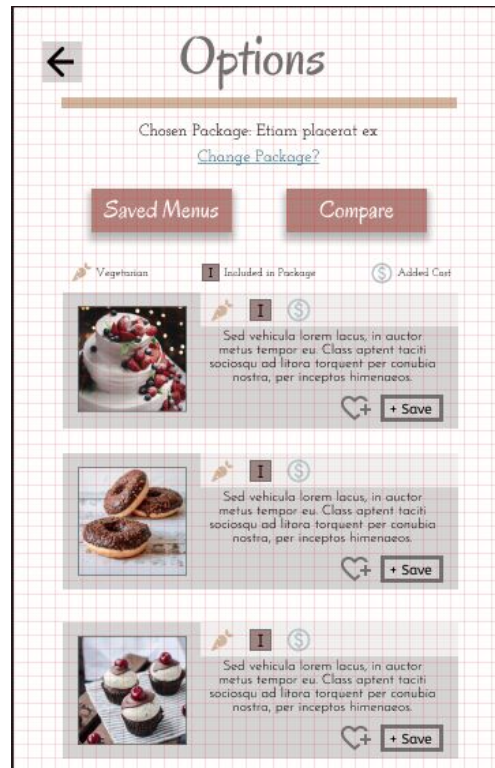 Options
Chosen Package: Etiam placerat ex
Change Package?
Saved Menus
Compare
Vegetarian
I Included in Package
$ Added Cost
I $
Sed vehicula lorem lacus, in auctor
metus tempor eu. Class aptent taciti
sociosqu ad litora torquent per conubia
nostra, per inceptos himenaeos.
+ Save
I $
Sed vehicula lorem lacus, in auctor
metus tempor eu. Class aptent taciti
sociosqu ad litora torquent per conubia
nostra, per inceptos himenaeos.
+ Save
I $
Sed vehicula lorem lacus, in auctor
metus tempor eu. Class aptent taciti
sociosqu ad litora torquent per conubia
nostra, per inceptos himenaeos.
+ Save